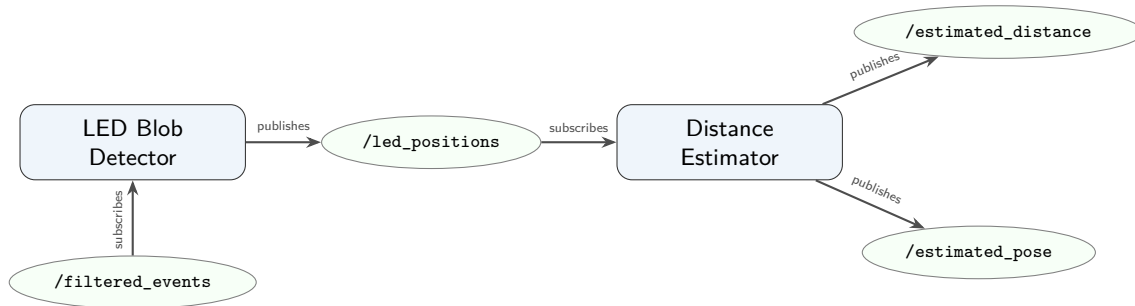 /estimated_distance
publishes
LED Blob
Detector
publishes
/led_positions
subscribes
Distance
Estimator
subscribes
publishes
/filtered_events
/estimated_pose